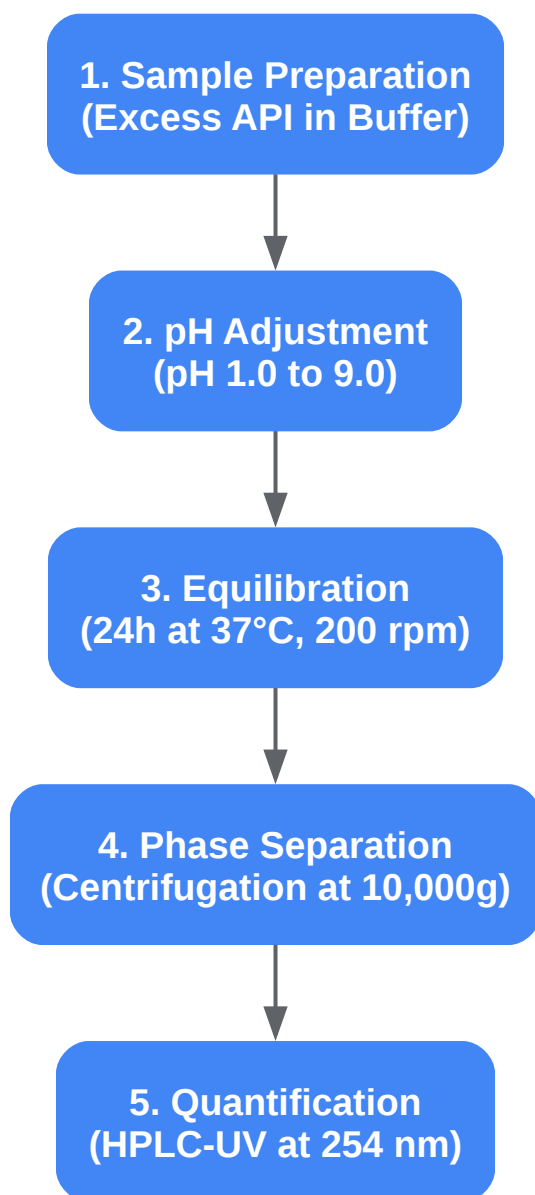 1. Sample Preparation
(Excess API in Buffer)
2. pH Adjustment
(pH 1.0 to 9.0)
3. Equilibration
(24h at 37°C, 200 rpm)
4. Phase Separation
(Centrifugation at 10,000g)
5. Quantification
(HPLC-UV at 254 nm)